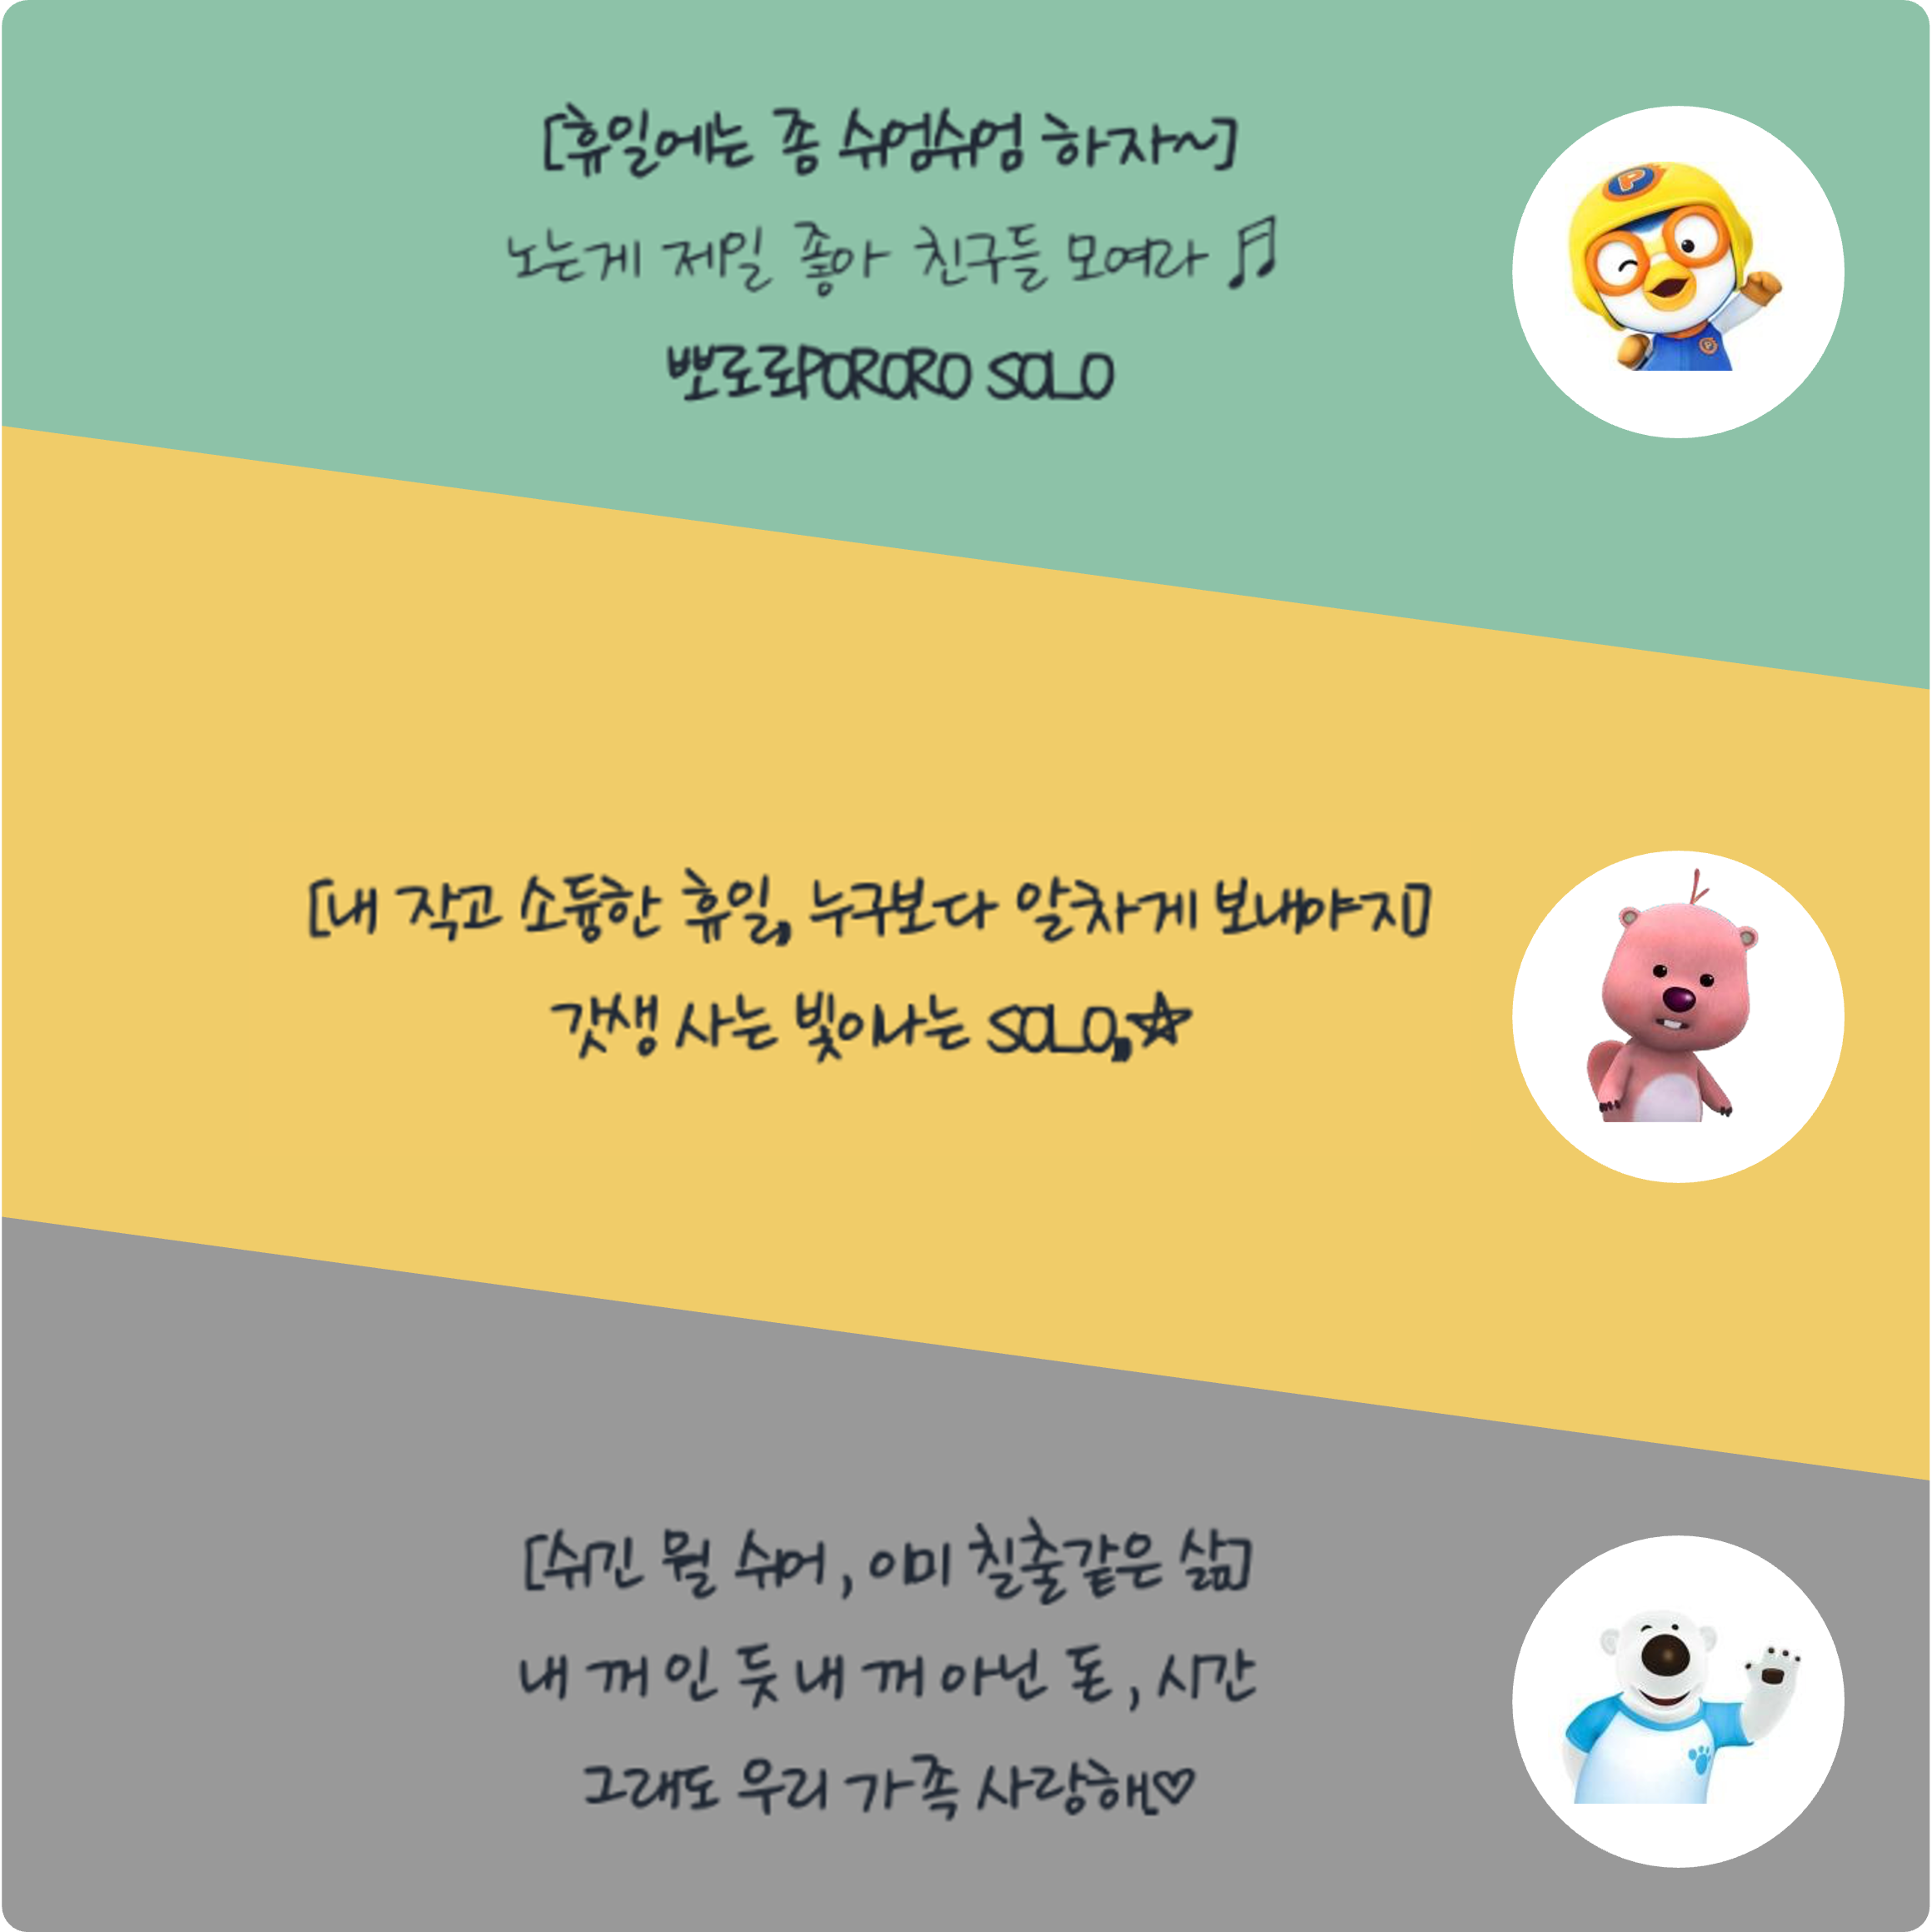 [휴일에는 좀 슈엄슈엄 하자~]
노는게 제일 좋아 친구들 모여라 ♬
뽀로로PORORO SOLO
[내 작고 소듕한 휴일, 누구보다 알차게 보내야지]
갓생 사는 빛이나는 SOLO,☆
[쉬긴 뭘 쉬어, 이미 칠출같은 삶]
내 꺼 인 듯 내 꺼 아닌 돈, 시간
그래도 우리 가족 사랑해_♡
P
P